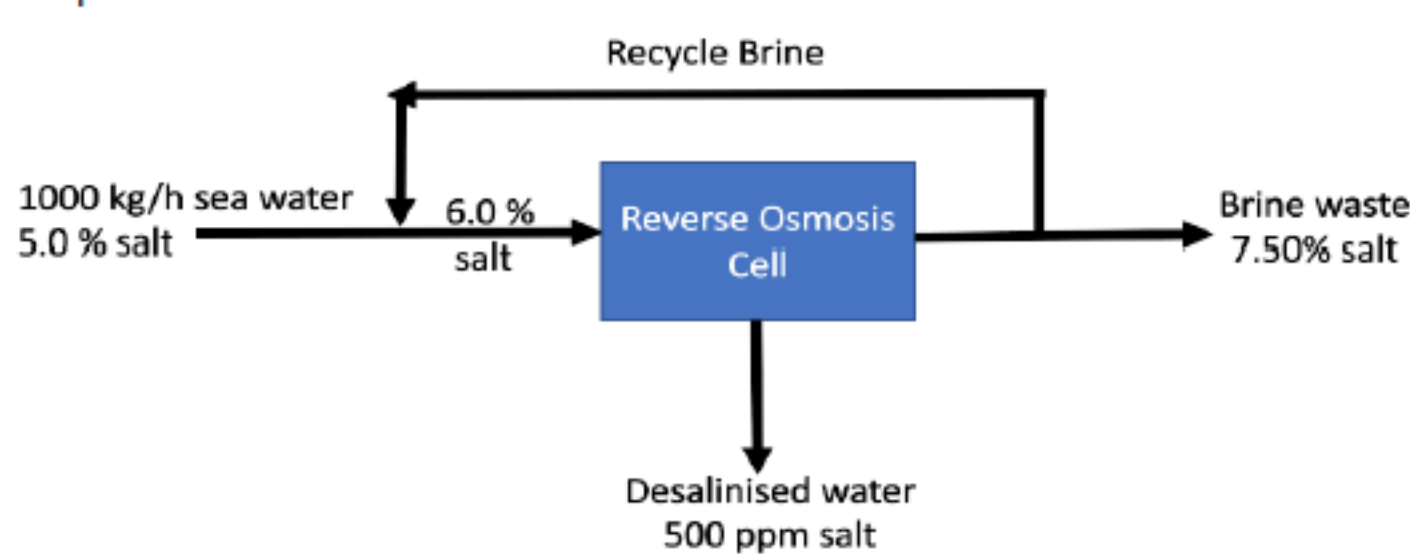 Recycle Brine
1000 kg/h sea water
5.0 % salt
6.0 %
salt
Reverse Osmosis
Cell
Brine waste
7.50% salt
Desalinised water
500 ppm salt